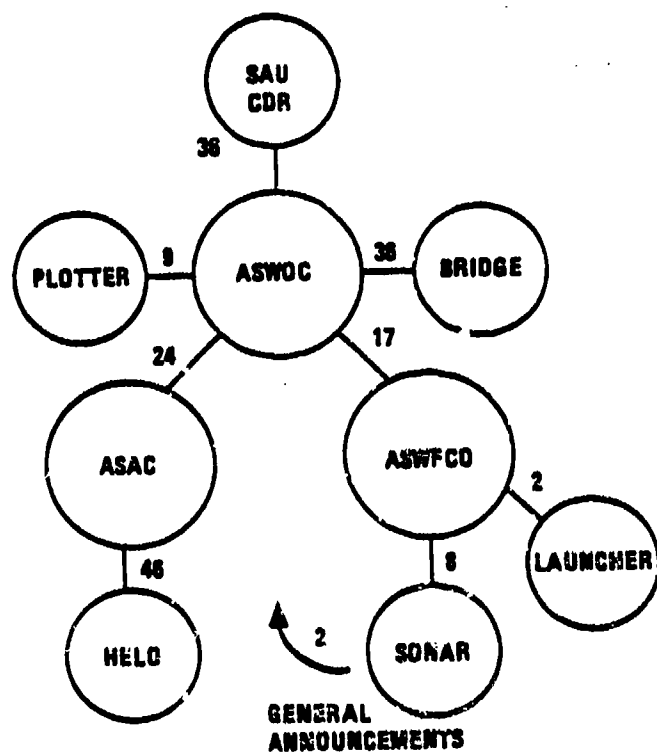 SAU
CDR
36
PLOTTER
9
ASWOC
36
BRIDGE
24
17
ASAC
ASWFCO
2
LAUNCHER
46
8
HELO
2
SONAR
GENERAL
ANNOUNCEMENTS